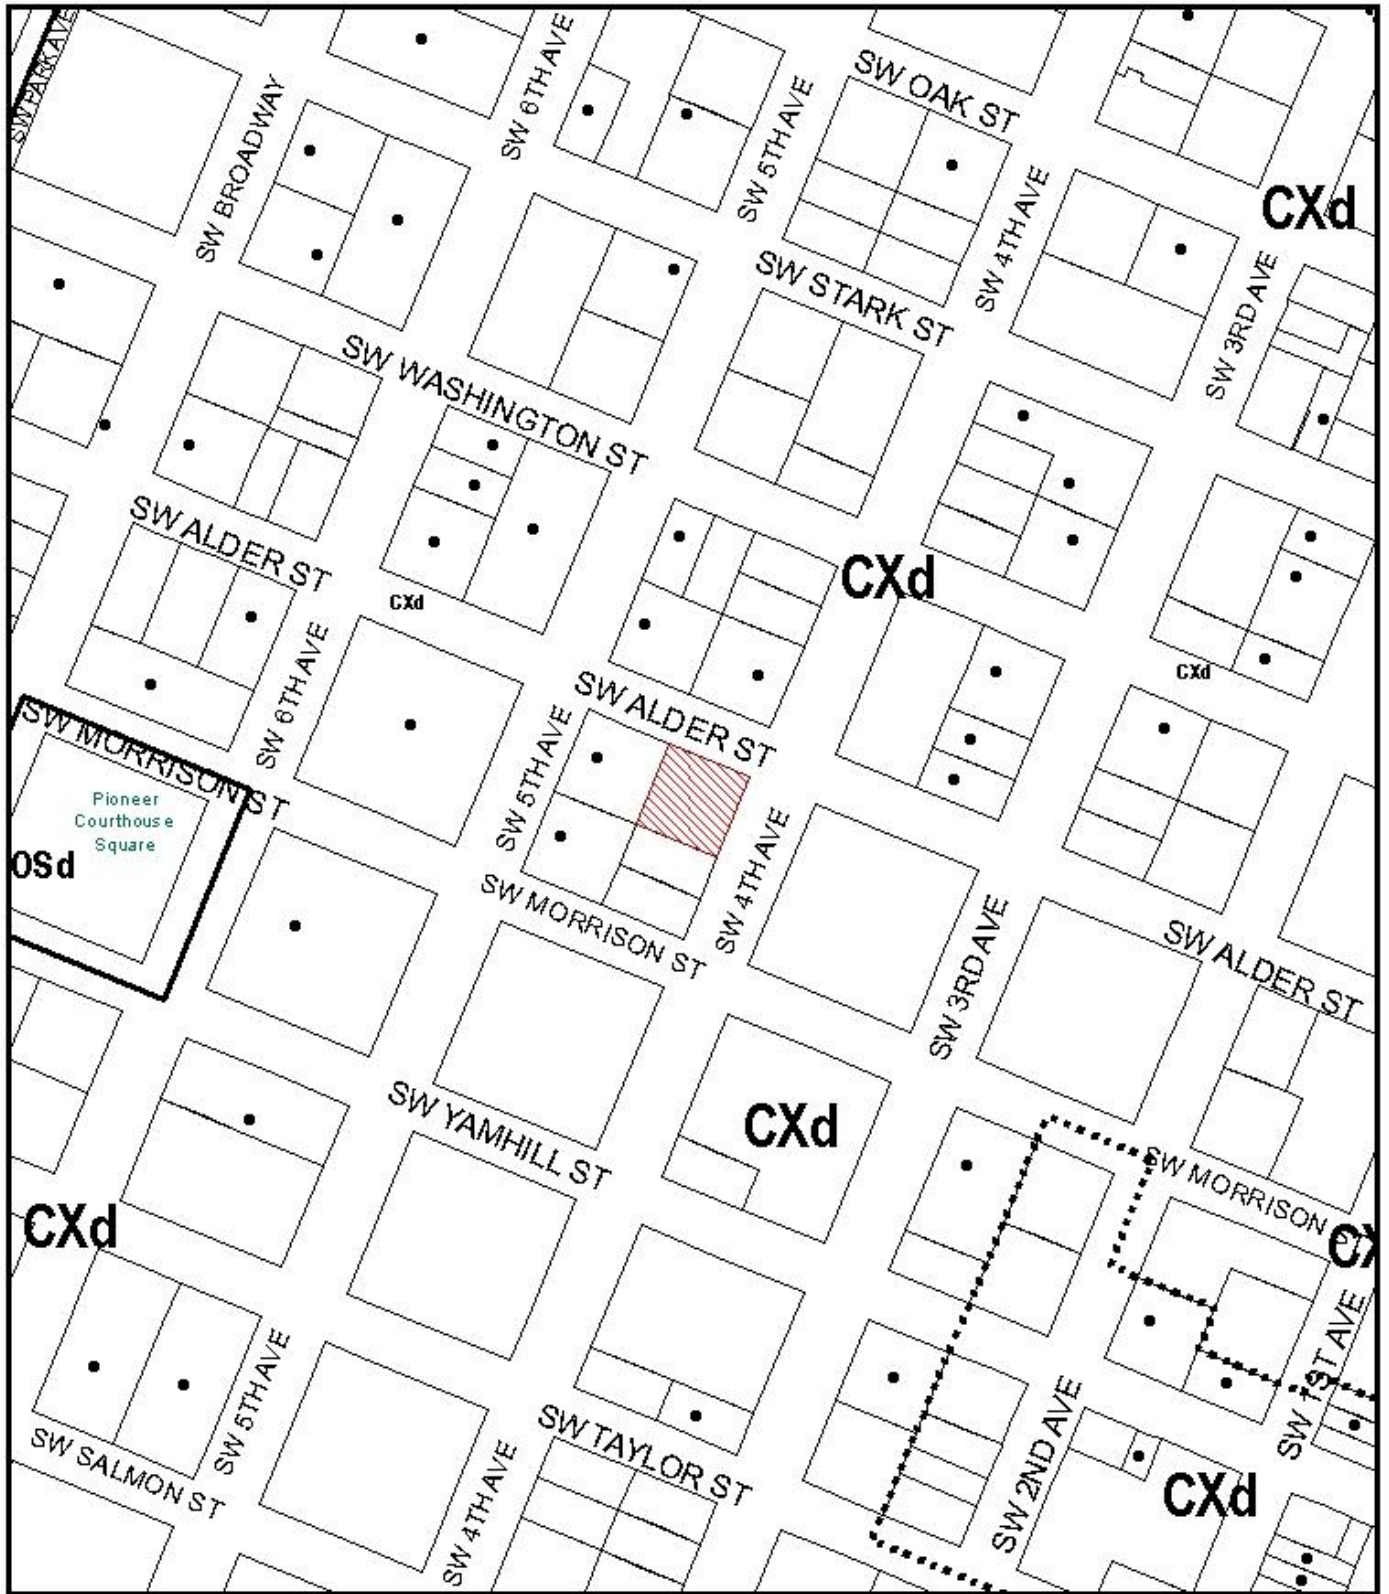 SW PARK AVE
SW BROADWAY
SW 6TH AVE
SW 5TH AVE
SW OAK ST
SW 4TH AVE
CXd
SW 3RD AVE
SW STARK ST
SW WASHINGTON ST
SW ALDER ST
CXd
CXd
CXd
SW 6TH AVE
SW ALDER ST
SW MORRISON ST
SW 5TH AVE
Pioneer
Courthouse
Square
OSd
SW 4TH AVE
SW MORRISON ST
SW 3RD AVE
SW ALDER ST
SW YAMHILL ST
CXd
SW MORRISON ST
CXd
CX
SW 1ST AVE
SW 5TH AVE
SW SALMON ST
SW 4TH AVE
SW TAYLOR ST
SW 2ND AVE
CXd